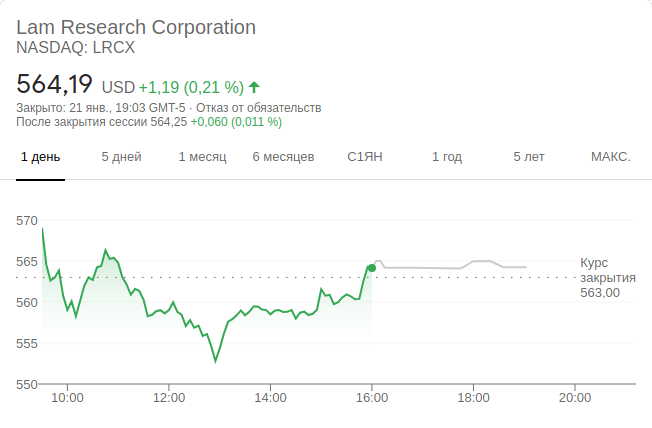 Lam Research Corporation
NASDAQ: LRCX
564,19 USD +1,19 (0,21 %)
Закрыто: 21 янв., 19:03 GMT-5 · Отказ от обязательств
После закрытия сессии 564,25 +0,060 (0,011 %)
1 день 5 дней 1 месяц 6 месяцев С1ЯН 1 год 5 лет МАКС.
570
565
560
555
550
Курс
закрытия
563,00
10:00 12:00 14:00 16:00 18:00 20:00